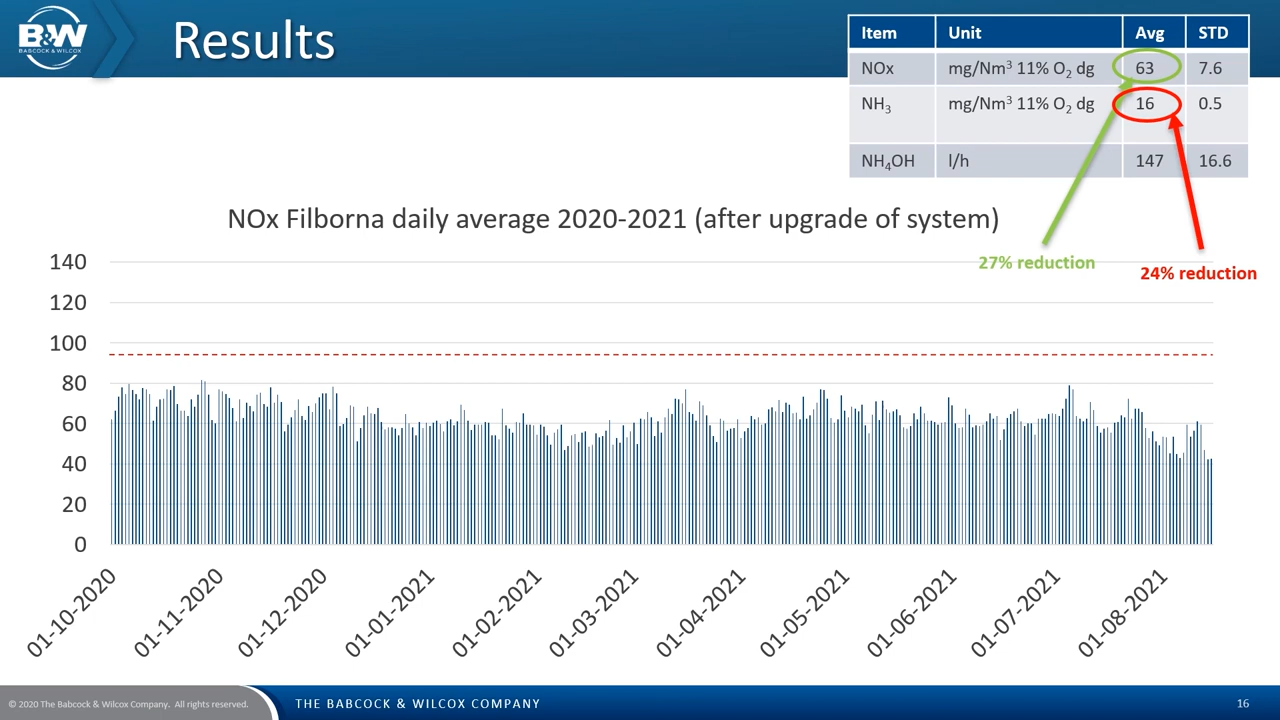 B&W
BABCOCK & WILCOX
Results
Item Unit Avg STD
NOx mg/Nm³ 11% O₂ dg 63 7.6
NH₃ mg/Nm³ 11% O₂ dg 16 0.5
NH₄OH l/h 147 16.6
NOx Filborna daily average 2020-2021 (after upgrade of system)
27% reduction
24% reduction
140
120
100
80
60
40
20
0
01-10-2020
01-11-2020
01-12-2020
01-01-2021
01-02-2021
01-03-2021
01-04-2021
01-05-2021
01-06-2021
01-07-2021
01-08-2021
© 2020 The Babcock & Wilcox Company. All rights reserved.
THE BABCOCK & WILCOX COMPANY
16